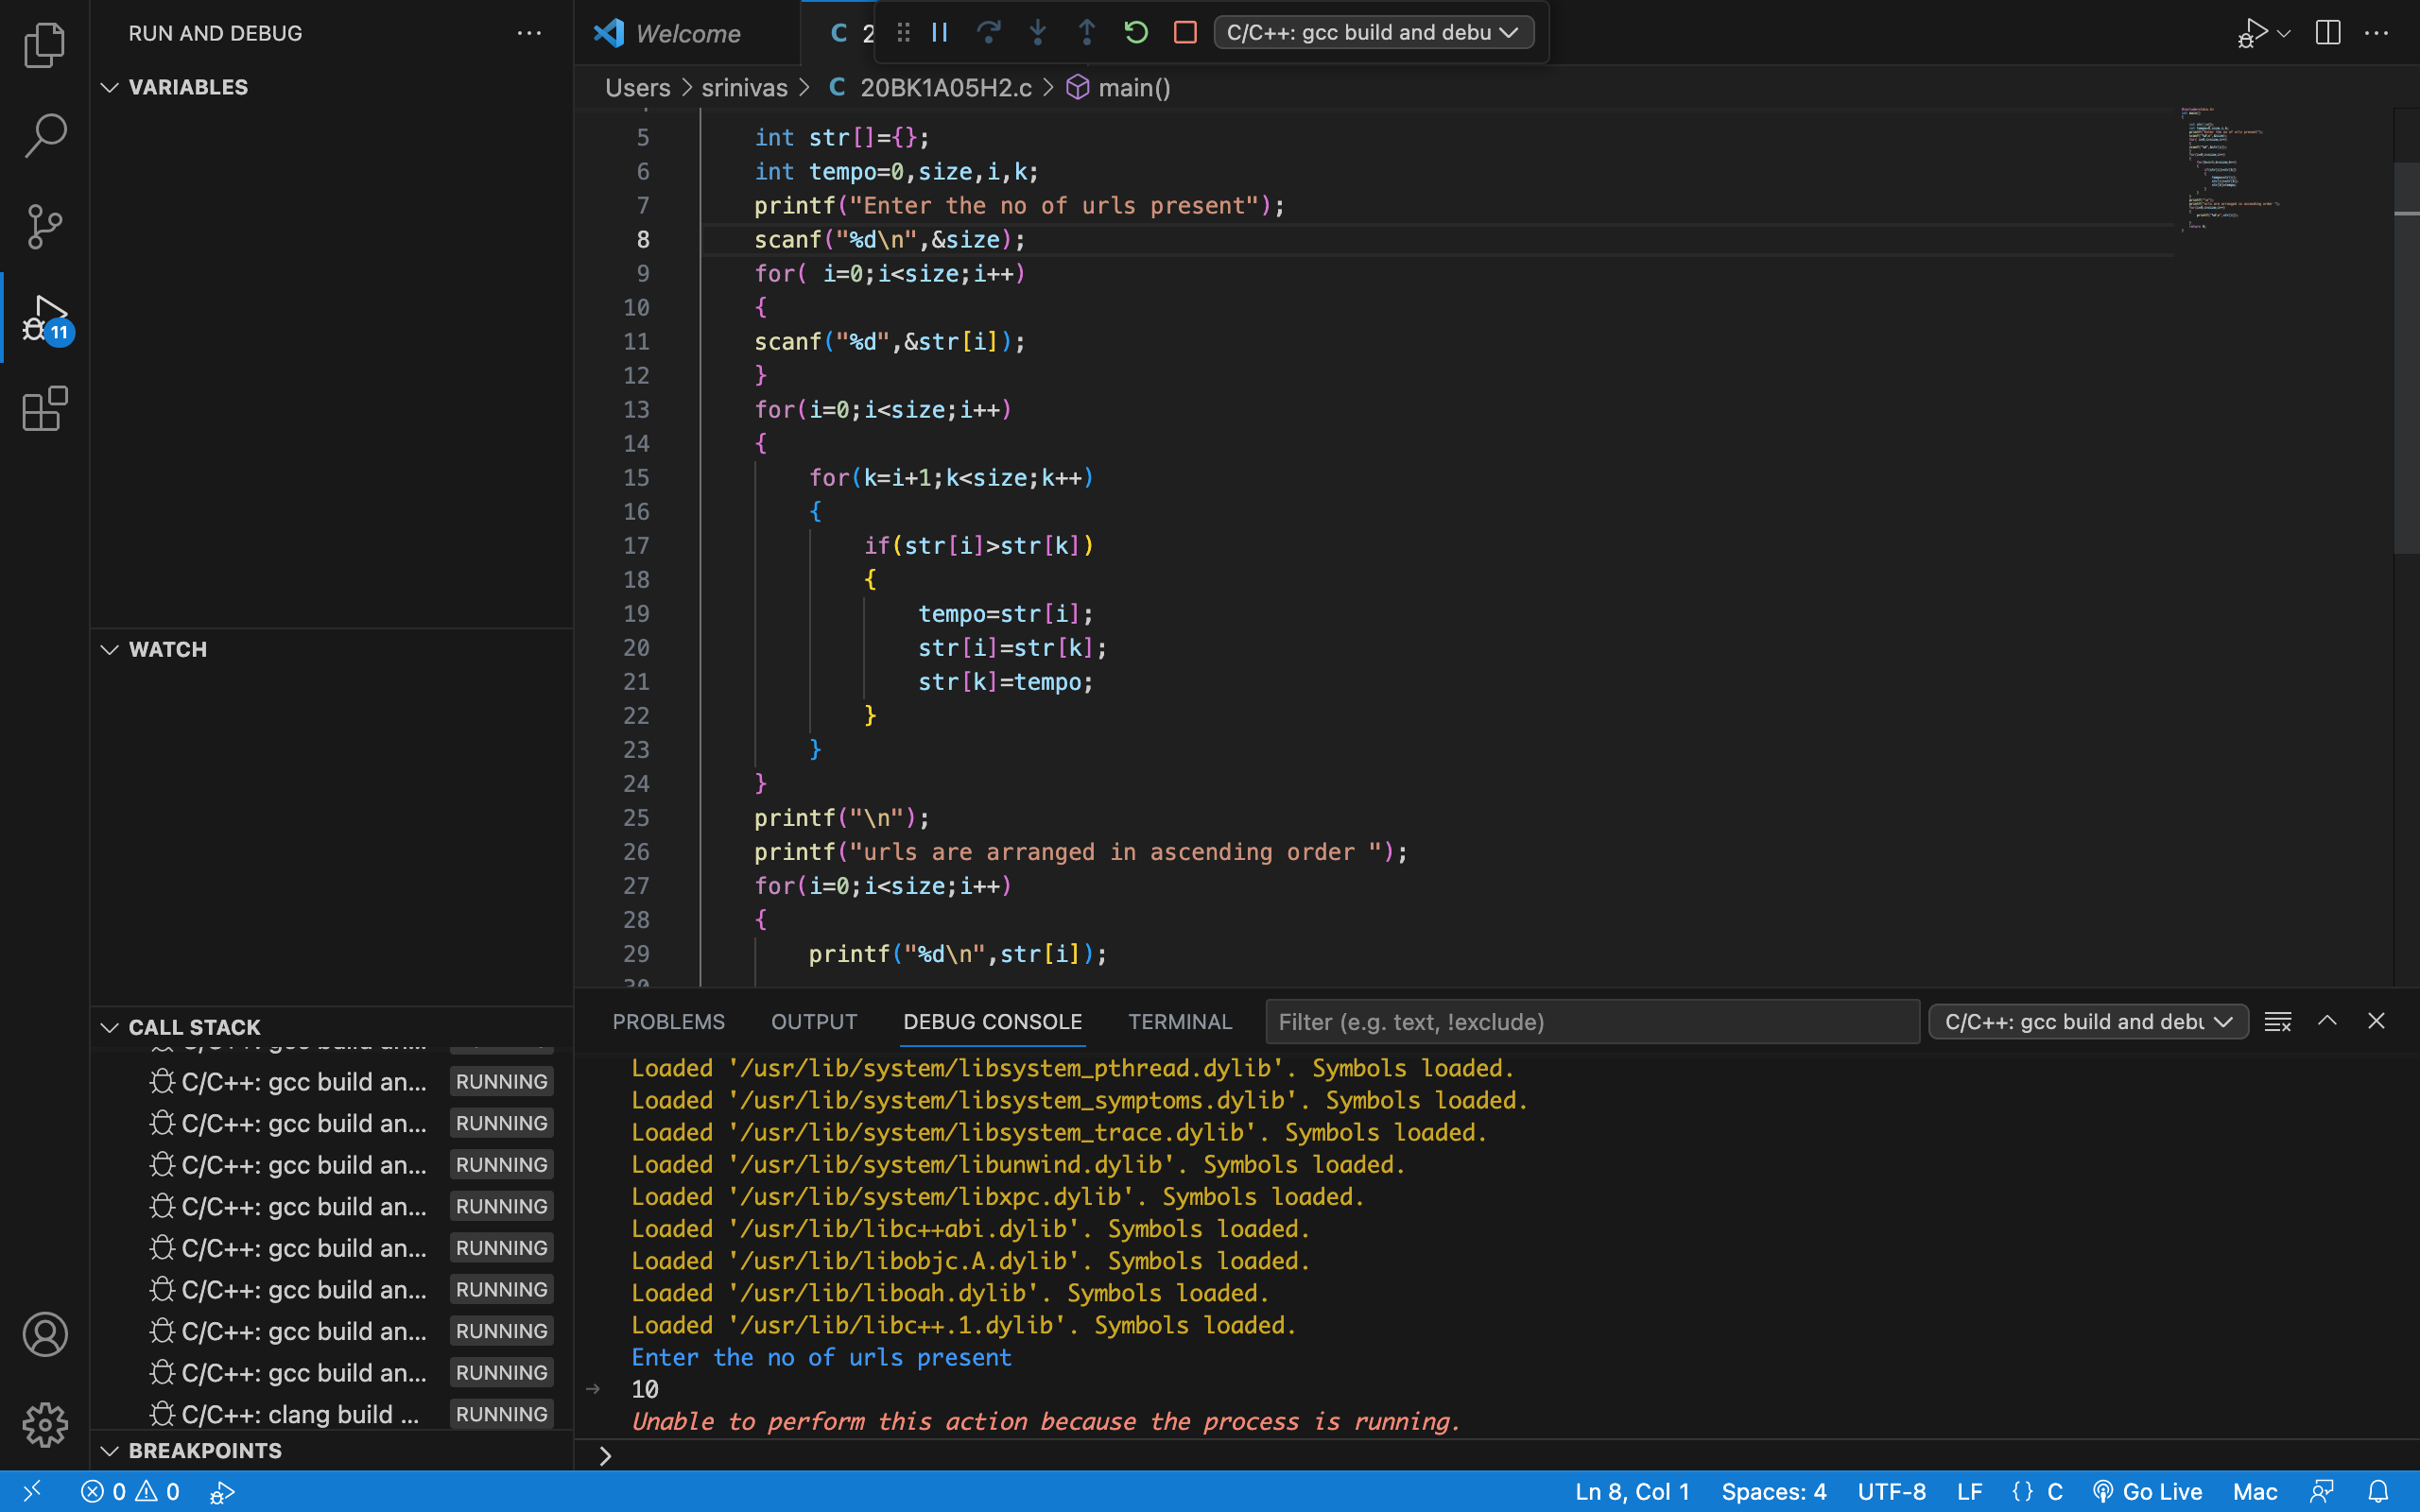 RUN AND DEBUG
VARIABLES
WATCH
CALL STACK
C/C++: gcc build an... RUNNING
C/C++: gcc build an... RUNNING
C/C++: gcc build an... RUNNING
C/C++: gcc build an... RUNNING
C/C++: gcc build an... RUNNING
C/C++: gcc build an... RUNNING
C/C++: gcc build an... RUNNING
C/C++: gcc build an... RUNNING
C/C++: clang build ... RUNNING
BREAKPOINTS
11
Welcome
C 2
C/C++: gcc build and debu
Users > srinivas > C 20BK1A05H2.c > main()
5 int str[]={};
6 int tempo=0,size,i,k;
7 printf("Enter the no of urls present");
8 scanf("%d\n",&size);
9 for( i=0;i<size;i++)
10 {
11 scanf("%d",&str[i]);
12 }
13 for(i=0;i<size;i++)
14 {
15 for(k=i+1;k<size;k++)
16 {
17 if(str[i]>str[k])
18 {
19 tempo=str[i];
20 str[i]=str[k];
21 str[k]=tempo;
22 }
23 }
24 }
25 printf("\n");
26 printf("urls are arranged in ascending order ");
27 for(i=0;i<size;i++)
28 {
29 printf("%d\n",str[i]);
30
PROBLEMS OUTPUT DEBUG CONSOLE TERMINAL Filter (e.g. text, !exclude) C/C++: gcc build and debu
Loaded '/usr/lib/system/libsystem_pthread.dylib'. Symbols loaded.
Loaded '/usr/lib/system/libsystem_symptoms.dylib'. Symbols loaded.
Loaded '/usr/lib/system/libsystem_trace.dylib'. Symbols loaded.
Loaded '/usr/lib/system/libunwind.dylib'. Symbols loaded.
Loaded '/usr/lib/system/libxpc.dylib'. Symbols loaded.
Loaded '/usr/lib/libc++abi.dylib'. Symbols loaded.
Loaded '/usr/lib/libobjc.A.dylib'. Symbols loaded.
Loaded '/usr/lib/liboah.dylib'. Symbols loaded.
Loaded '/usr/lib/libc++.1.dylib'. Symbols loaded.
Enter the no of urls present
10
Unable to perform this action because the process is running.
0 0 Ln 8, Col 1 Spaces: 4 UTF-8 LF {} C Go Live Mac